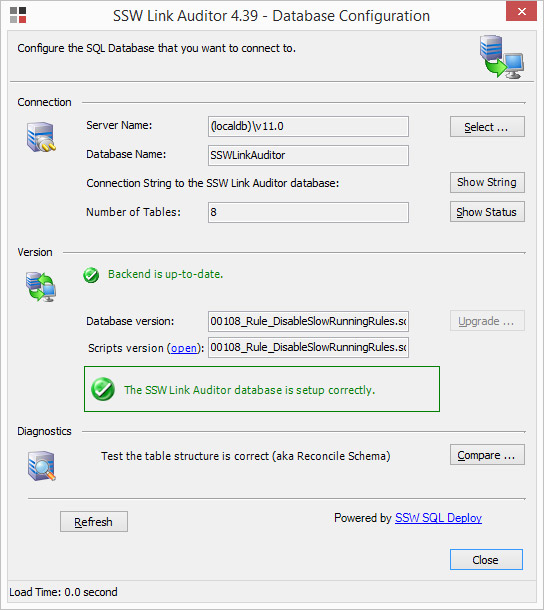 SSW Link Auditor 4.39 - Database Configuration
Configure the SQL Database that you want to connect to.
Connection
Server Name: (localdb)\v11.0 Select ...
Database Name: SSWLinkAuditor
Connection String to the SSW Link Auditor database: Show String
Number of Tables: 8 Show Status
Version
Backend is up-to-date.
Database version: 00108_Rule_DisableSlowRunningRules.sc Upgrade ...
Scripts version (open): 00108_Rule_DisableSlowRunningRules.sc
The SSW Link Auditor database is setup correctly.
Diagnostics
Test the table structure is correct (aka Reconcile Schema) Compare ...
Refresh Powered by SSW SQL Deploy
Close
Load Time: 0.0 second